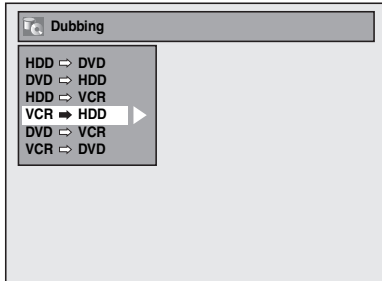 Dubbing
HDD ⇨ DVD
DVD ⇨ HDD
HDD ⇨ VCR
VCR ➡ HDD
DVD ⇨ VCR
VCR ⇨ DVD